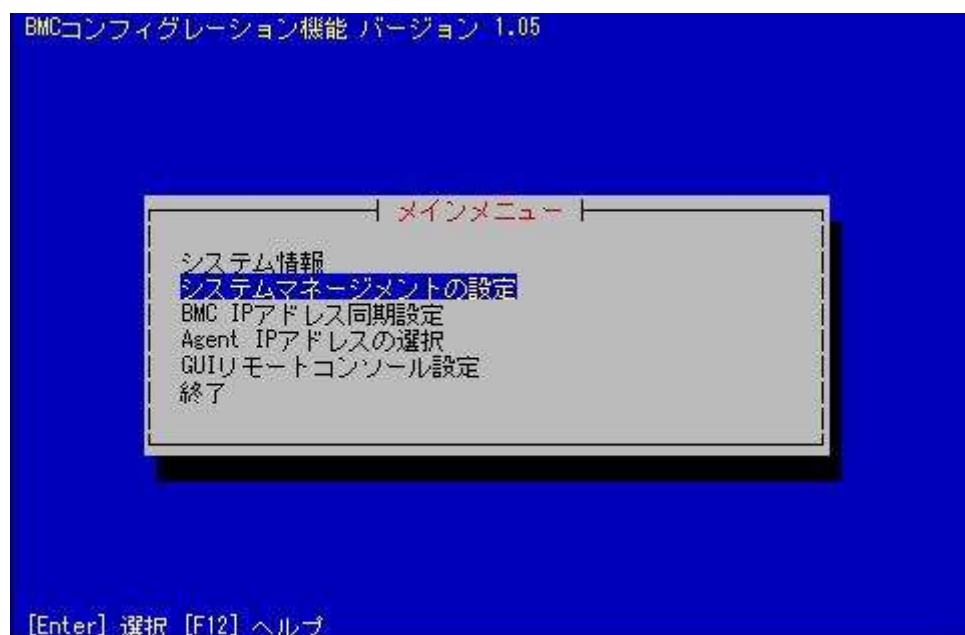 BMCコンフィグレーション機能 バージョン 1.05
メインメニュー
システム情報
システムマネージメントの設定
BMC IPアドレス同期設定
Agent IPアドレスの選択
GUIリモートコンソール設定
終了
[Enter] 選択 [F12] ヘルプ